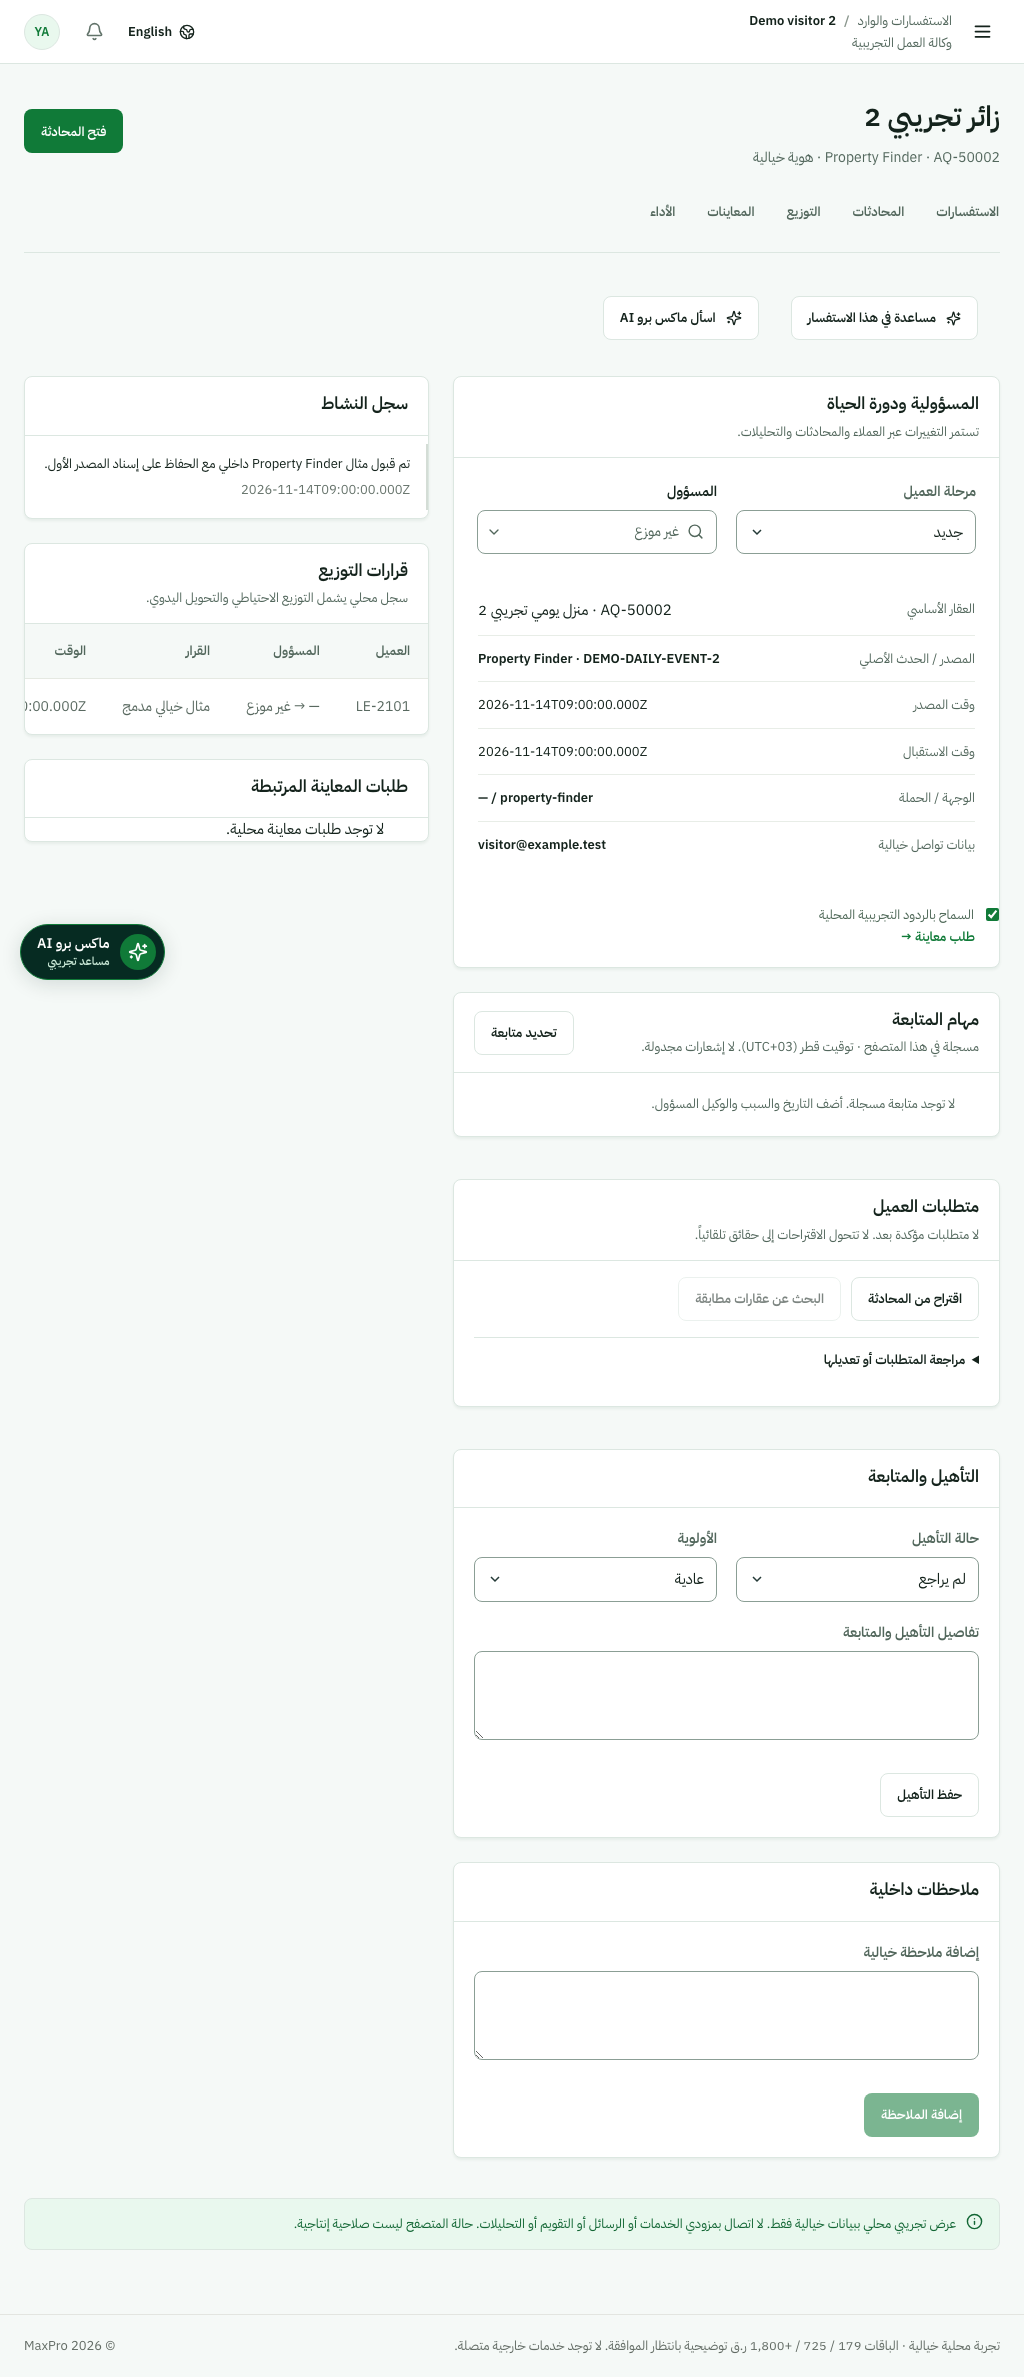 الاستفسارات والوارد / Demo visitor 2
وكالة العمل التجريبية
English
YA
زائر تجريبي 2
Property Finder · AQ-50002 · هوية خيالية
فتح المحادثة
الاستفسارات
المحادثات
التوزيع
المعاينات
الأداء
مساعدة في هذا الاستفسار
اسأل ماكس برو AI
المسؤولية ودورة الحياة
تستمر التغييرات عبر العملاء والمحادثات والتحليلات.
مرحلة العميل
المسؤول
جديد
غير موزع
العقار الأساسي
AQ-50002 · منزل يومي تجريبي 2
المصدر / الحدث الأصلي
Property Finder · DEMO-DAILY-EVENT-2
وقت المصدر
2026-11-14T09:00:00.000Z
وقت الاستقبال
2026-11-14T09:00:00.000Z
الوجهة / الحملة
— / property-finder
بيانات تواصل خيالية
visitor@example.test
السماح بالردود التجريبية المحلية
طلب معاينة →
سجل النشاط
تم قبول مثال Property Finder داخلي مع الحفاظ على إسناد المصدر الأول.
2026-11-14T09:00:00.000Z
قرارات التوزيع
سجل محلي يشمل التوزيع الاحتياطي والتحويل اليدوي.
العميل
المسؤول
القرار
الوقت
LE-2101
— → غير موزع
مثال خيالي مدمج
0:00.000Z
طلبات المعاينة المرتبطة
لا توجد طلبات معاينة محلية.
ماكس برو AI
مساعد تجريبي
مهام المتابعة
مسجلة في هذا المتصفح · توقيت قطر (UTC+03). لا إشعارات مجدولة.
تحديد متابعة
لا توجد متابعة مسجلة. أضف التاريخ والسبب والوكيل المسؤول.
متطلبات العميل
لا متطلبات مؤكدة بعد. لا تتحول الاقتراحات إلى حقائق تلقائياً.
اقتراح من المحادثة
البحث عن عقارات مطابقة
مراجعة المتطلبات أو تعديلها
التأهيل والمتابعة
حالة التأهيل
الأولوية
لم يراجع
عادية
تفاصيل التأهيل والمتابعة
حفظ التأهيل
ملاحظات داخلية
إضافة ملاحظة خيالية
إضافة الملاحظة
عرض تجريبي محلي ببيانات خيالية فقط. لا اتصال بمزودي الخدمات أو الرسائل أو التقويم أو التحليلات. حالة المتصفح ليست صلاحية إنتاجية.
تجربة محلية خيالية · الباقات 179 / 725 / +1,800 ر.ق توضيحية بانتظار الموافقة. لا توجد خدمات خارجية متصلة.
© 2026 MaxPro